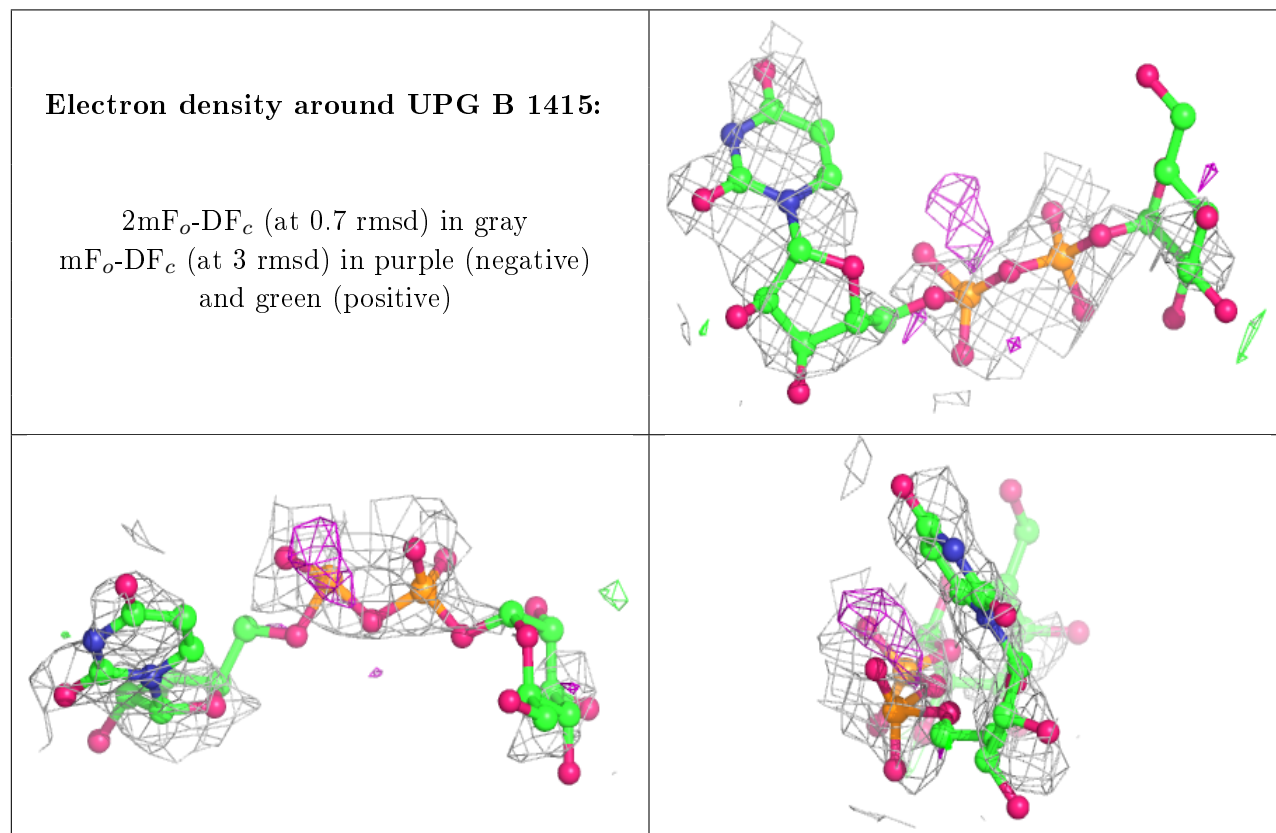 Electron density around UPG B 1415:
2mFo-DFc (at 0.7 rmsd) in gray
mFo-DFc (at 3 rmsd) in purple (negative)
and green (positive)